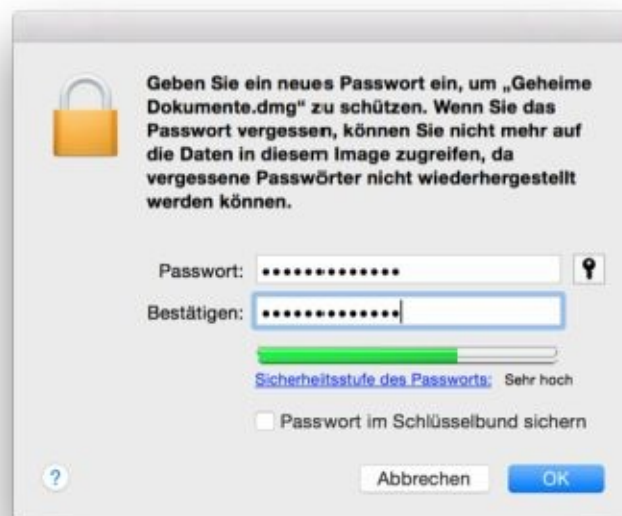 Geben Sie ein neues Passwort ein, um „Geheime
Dokumente.dmg“ zu schützen. Wenn Sie das
Passwort vergessen, können Sie nicht mehr auf
die Daten in diesem Image zugreifen, da
vergessene Passwörter nicht wiederhergestellt
werden können.
Passwort: ••••••••••••••
Bestätigen: ••••••••••••••
Sicherheitsstufe des Passworts: Sehr hoch
Passwort im Schlüsselbund sichern
? Abbrechen OK